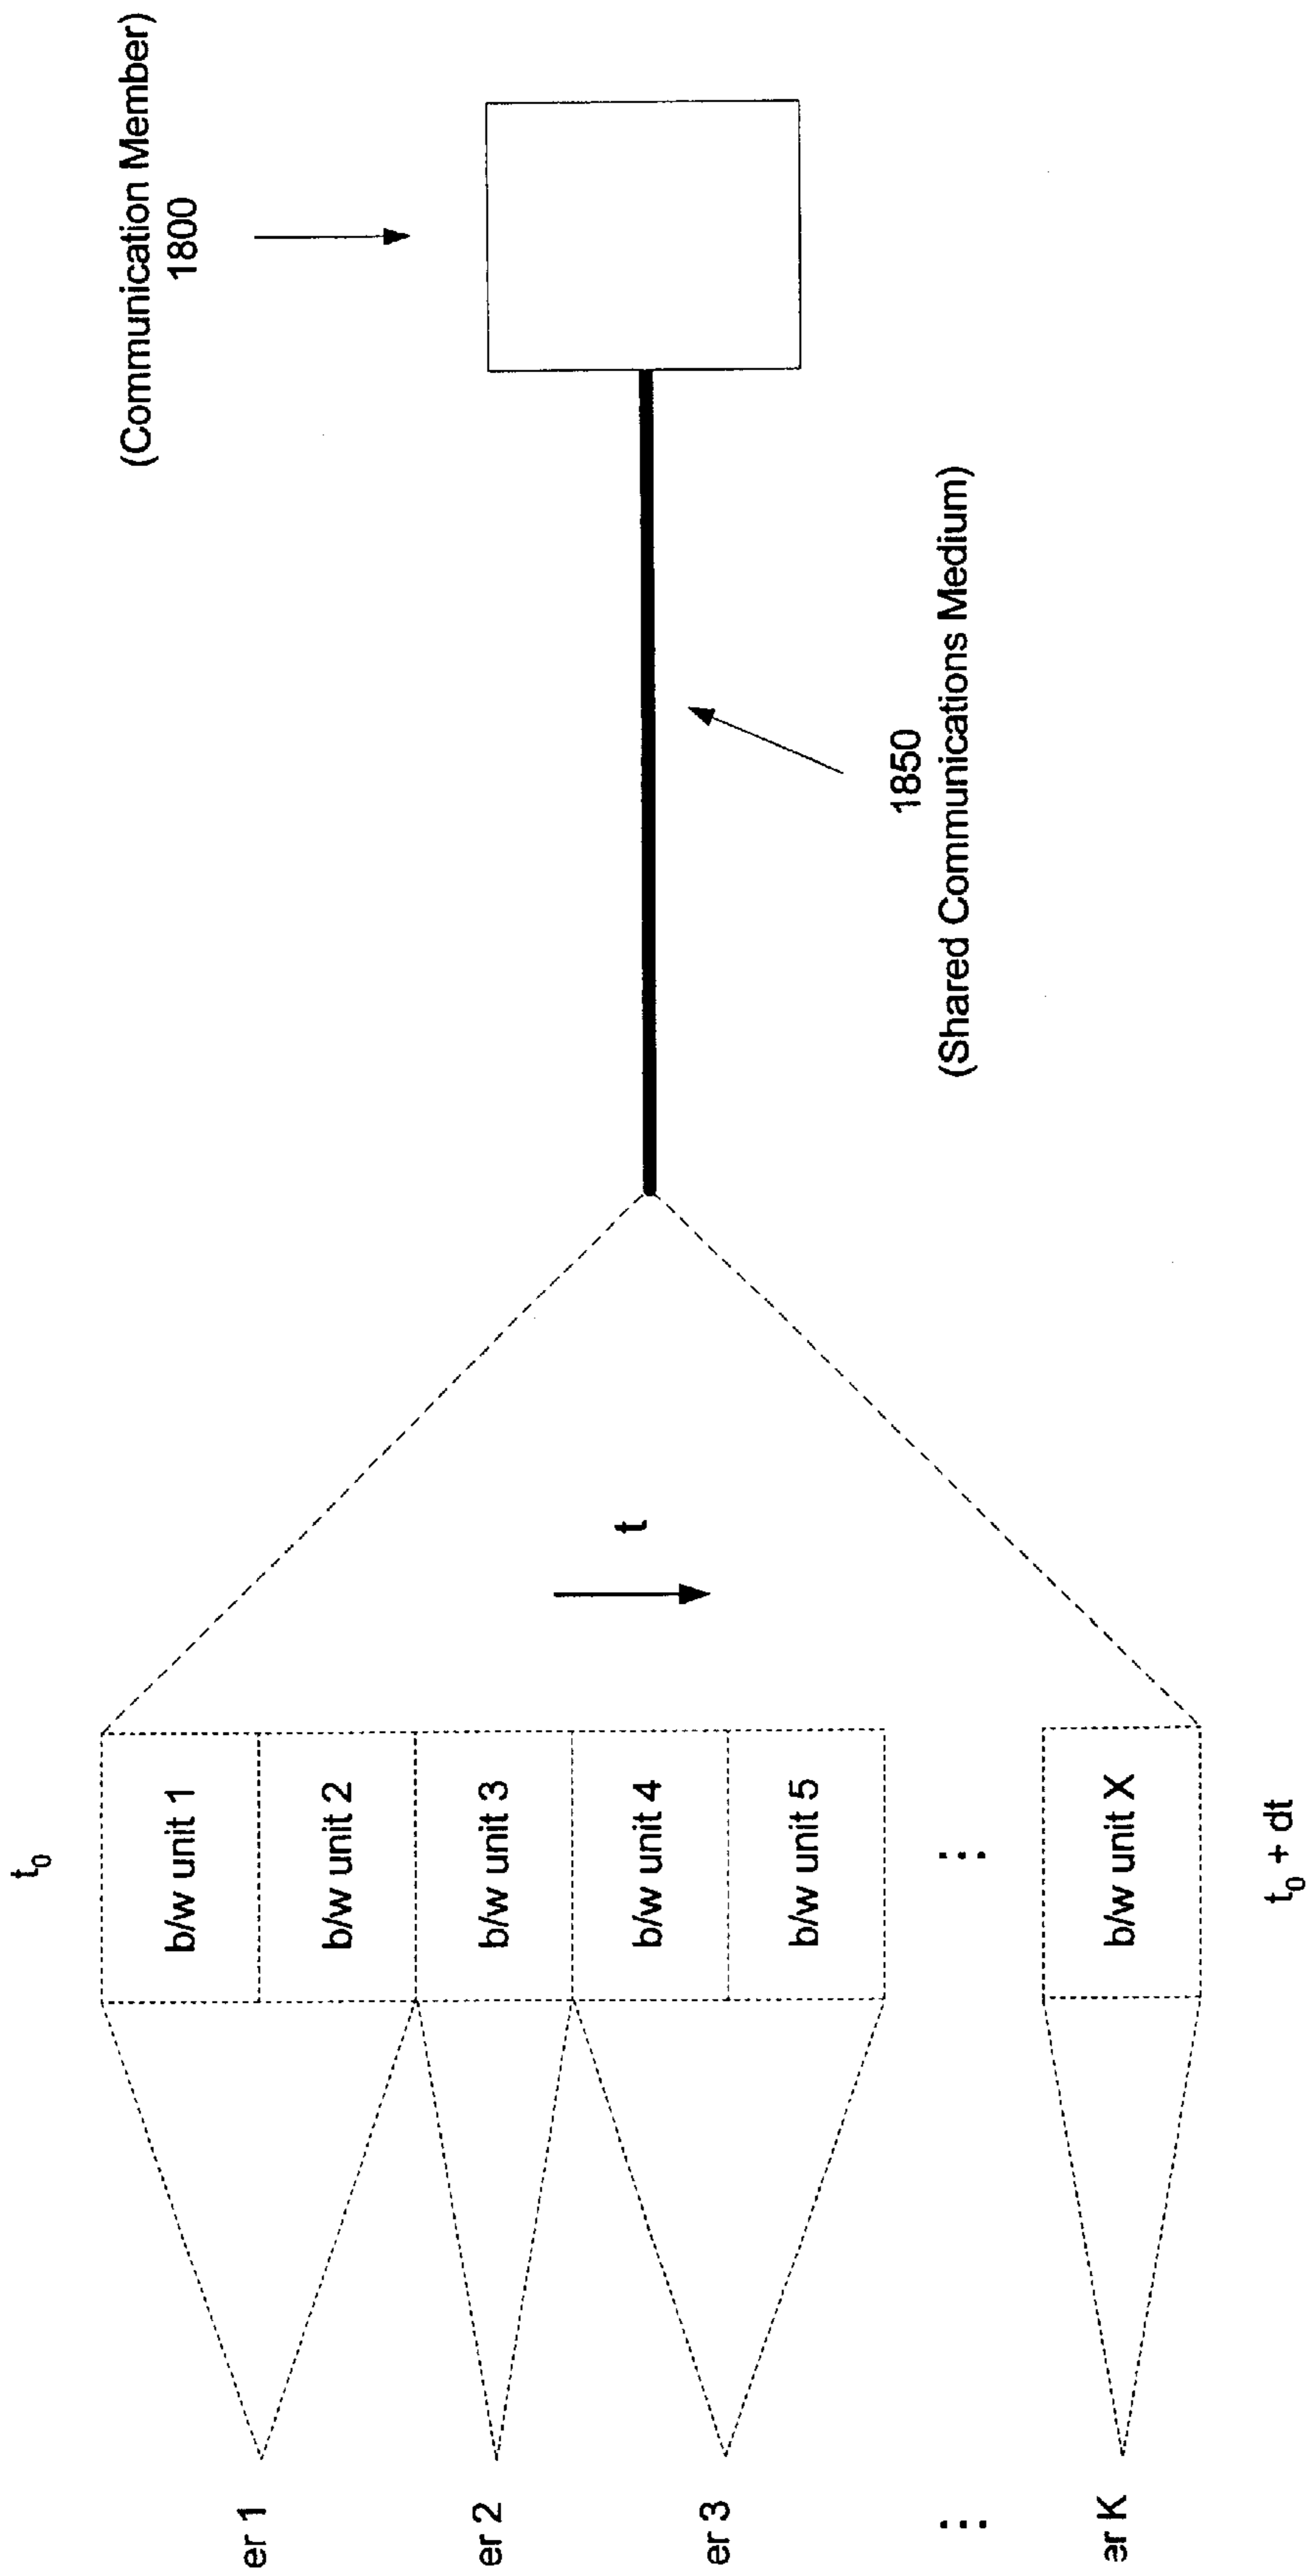 (Communication Member)
1800
1850
(Shared Communications Medium)
t
t₀
b/w unit 1
b/w unit 2
b/w unit 3
b/w unit 4
b/w unit 5
⋮
b/w unit X
t₀ + dt
er 1
er 2
er 3
⋮
er K